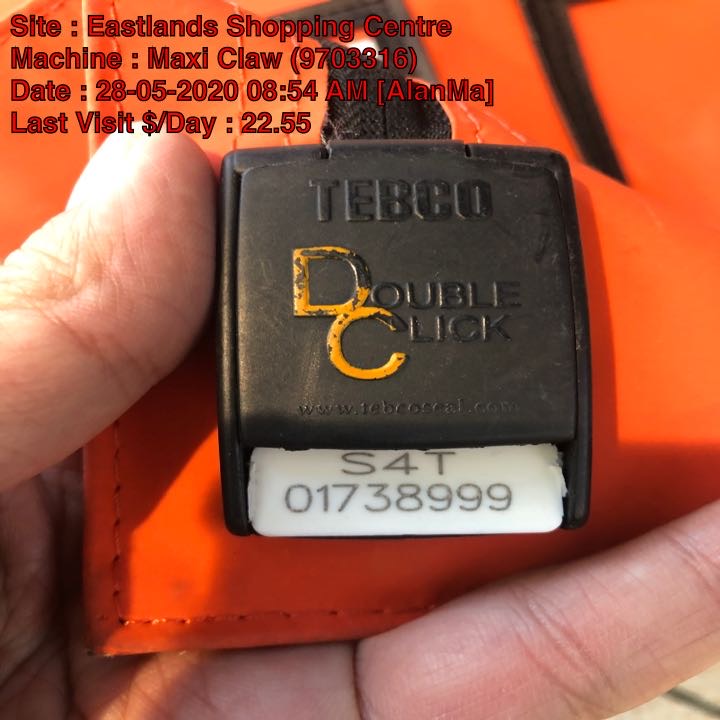 Site : Eastlands Shopping Centre
Machine : Maxi Claw (9703316)
Date : 28-05-2020 08:54 AM [AlanMa]
Last Visit $/Day : 22.55
TEBCO
DOUBLE
CLICK
www.tebcoseal.com
S4T
01738999